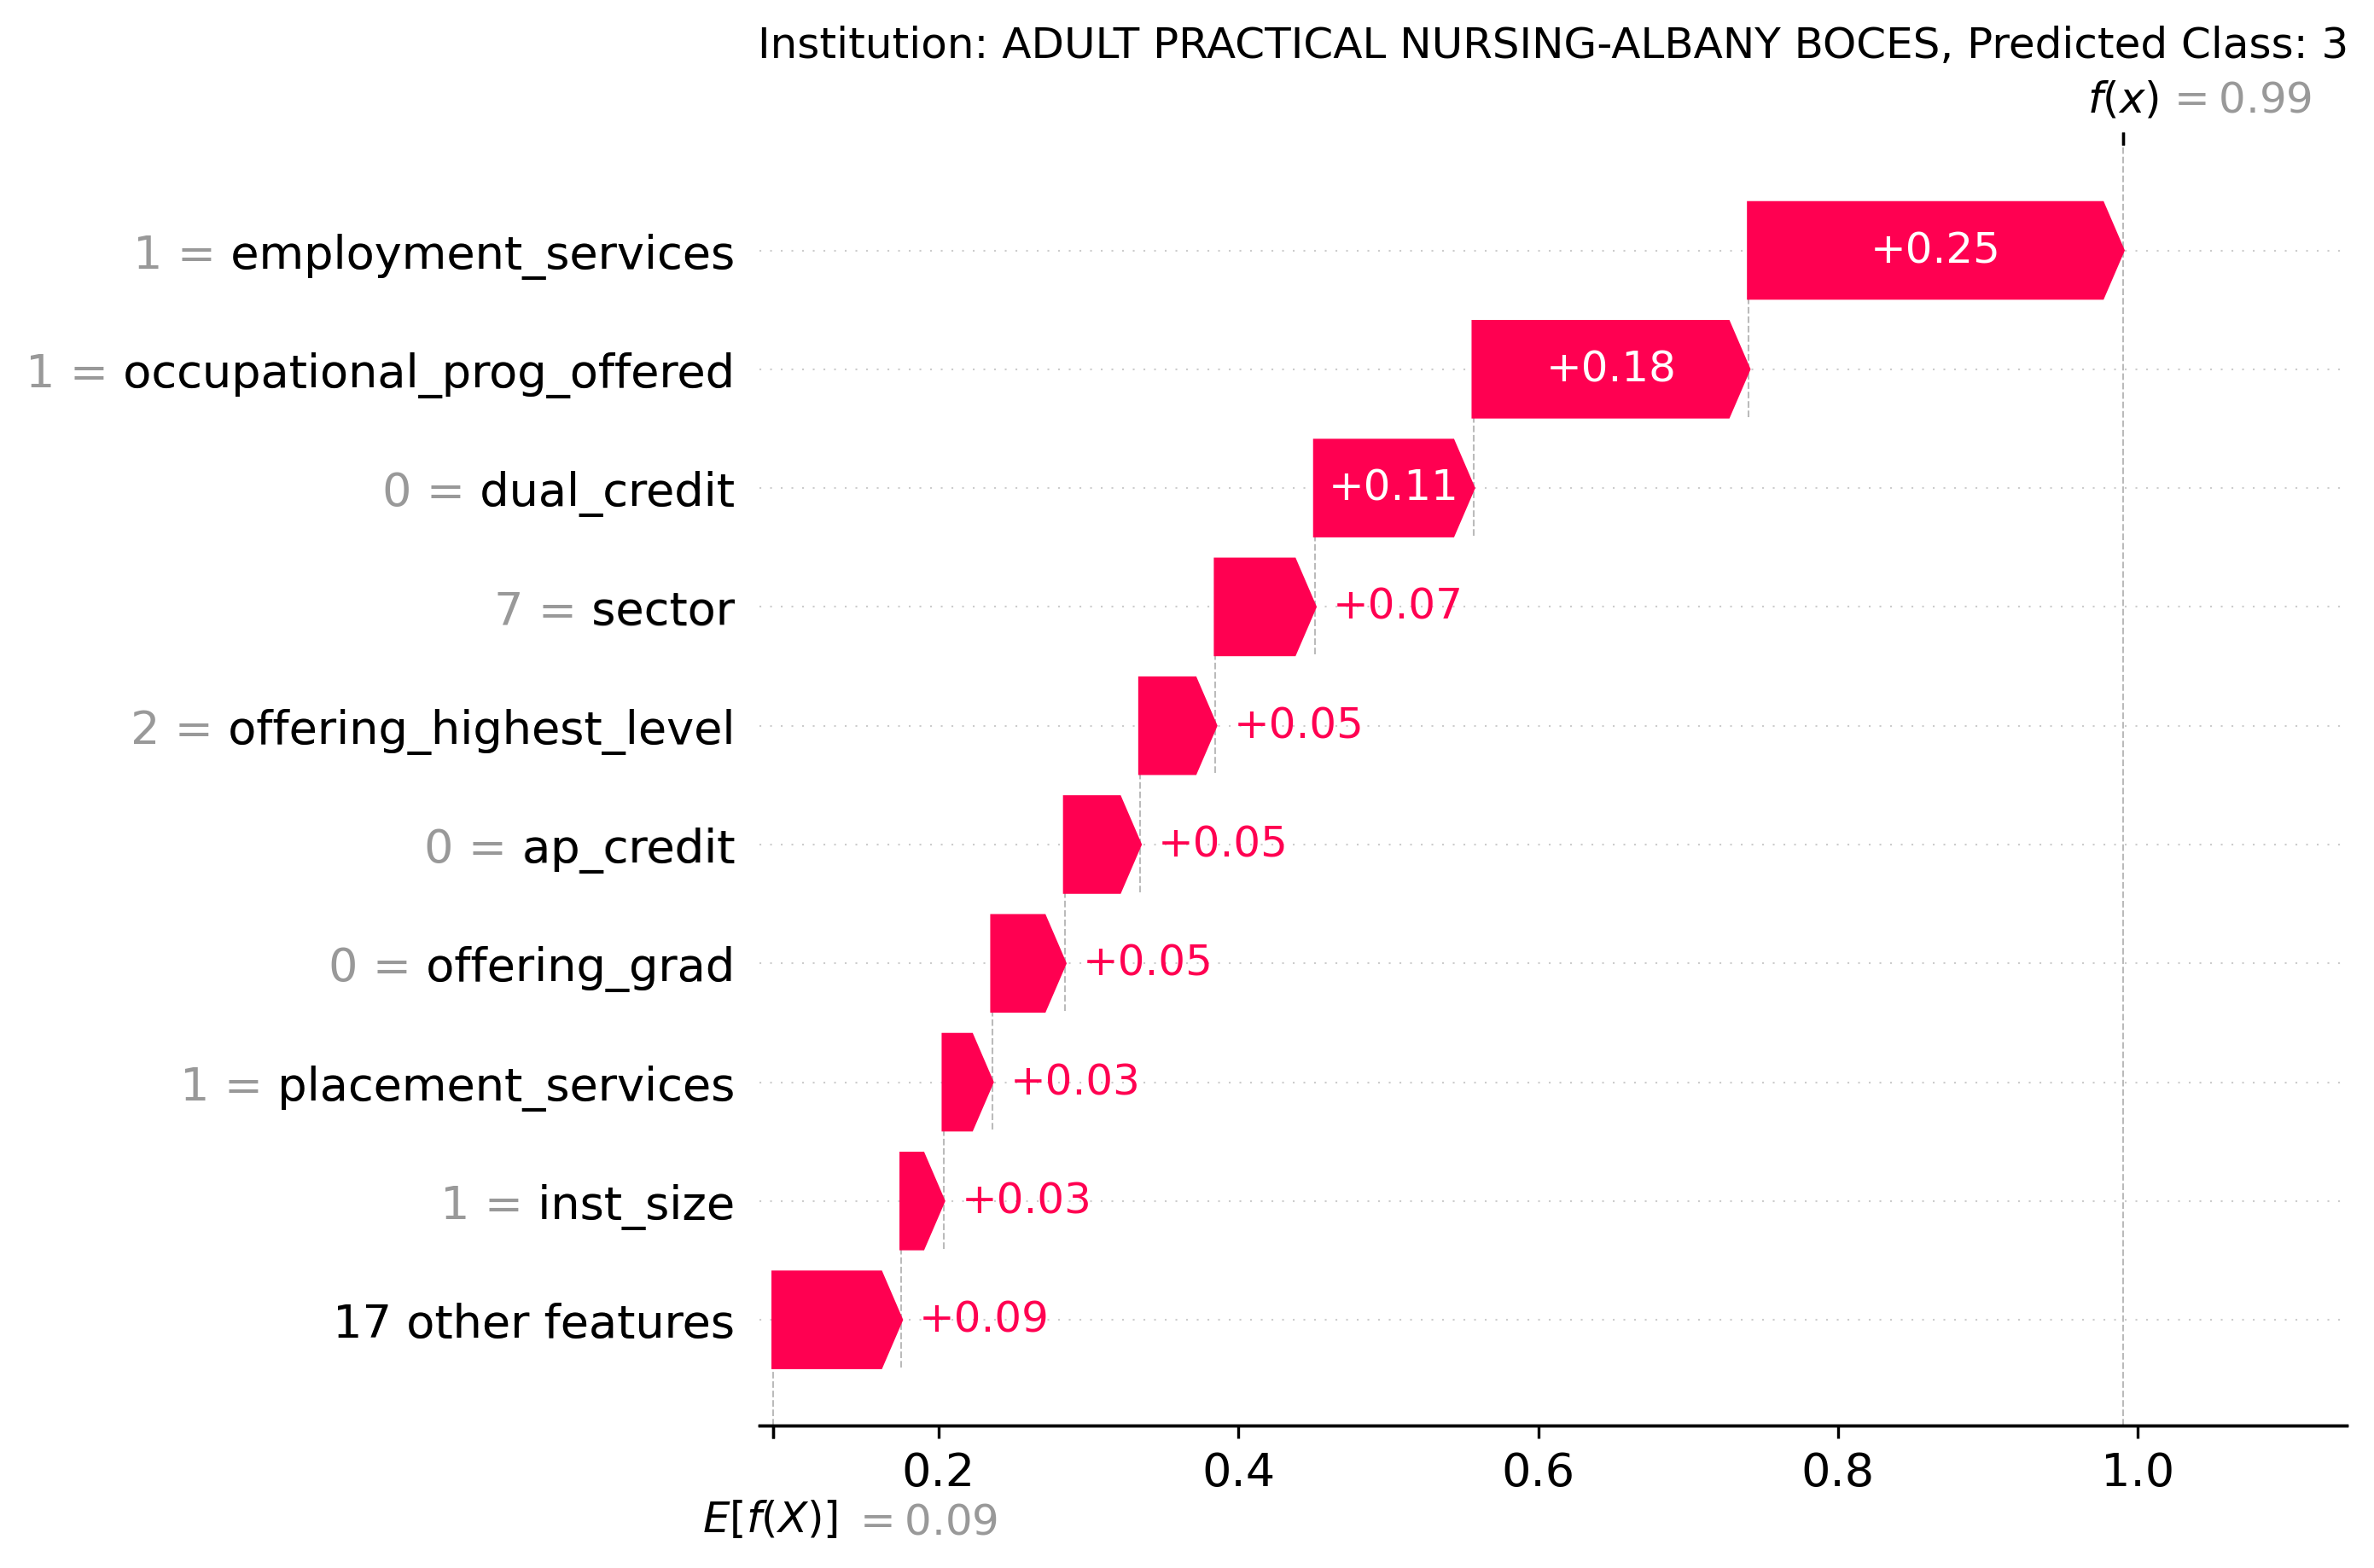 Institution: ADULT PRACTICAL NURSING-ALBANY BOCES, Predicted Class: 3
f(x) = 0.99
1 = employment_services +0.25
1 = occupational_prog_offered +0.18
0 = dual_credit +0.11
7 = sector +0.07
2 = offering_highest_level +0.05
0 = ap_credit +0.05
0 = offering_grad +0.05
1 = placement_services +0.03
1 = inst_size +0.03
17 other features +0.09
0.2 0.4 0.6 0.8 1.0
E[f(X)] = 0.09